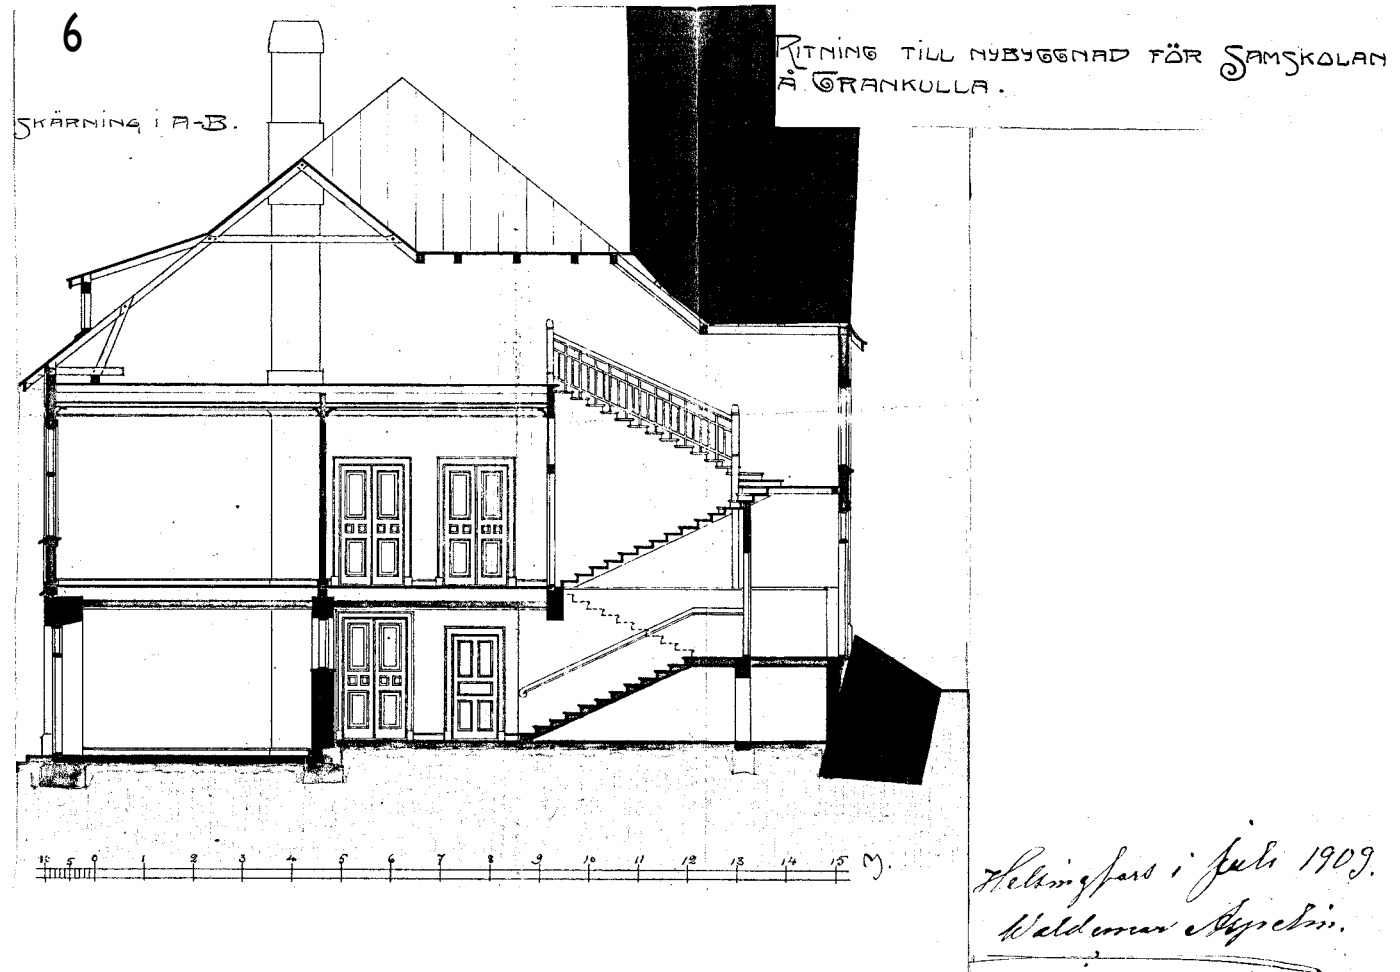 6
RITNING TILL NYBYGGNAD FÖR SAMSKOLAN
Å GRANKULLA.
SKÄRNING I A-B.
10 5 0 1 2 3 4 5 6 7 8 9 10 11 12 13 14 15 M.
Helsingfors i juli 1909.
Waldemar Aspelin.